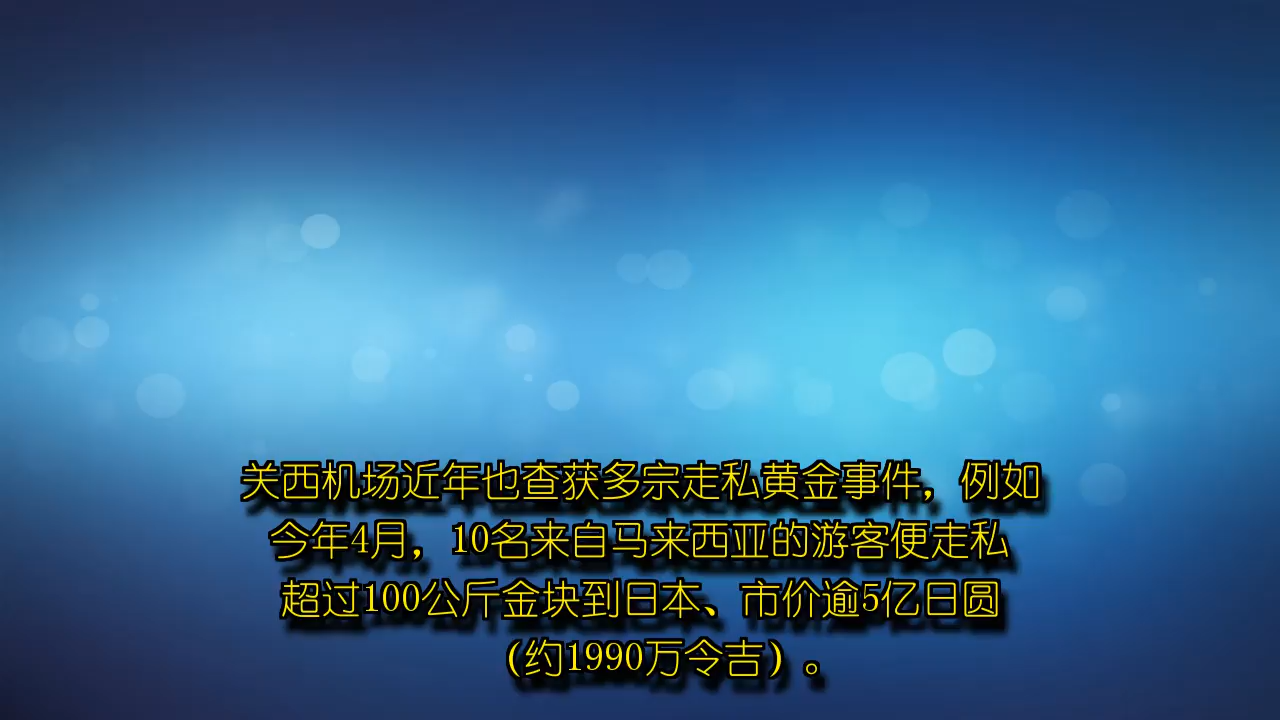 关西机场近年也查获多宗走私黄金事件，例如
今年4月，10名来自马来西亚的游客便走私
超过100公斤金块到日本、市价逾5亿日圆
（约1990万令吉）。